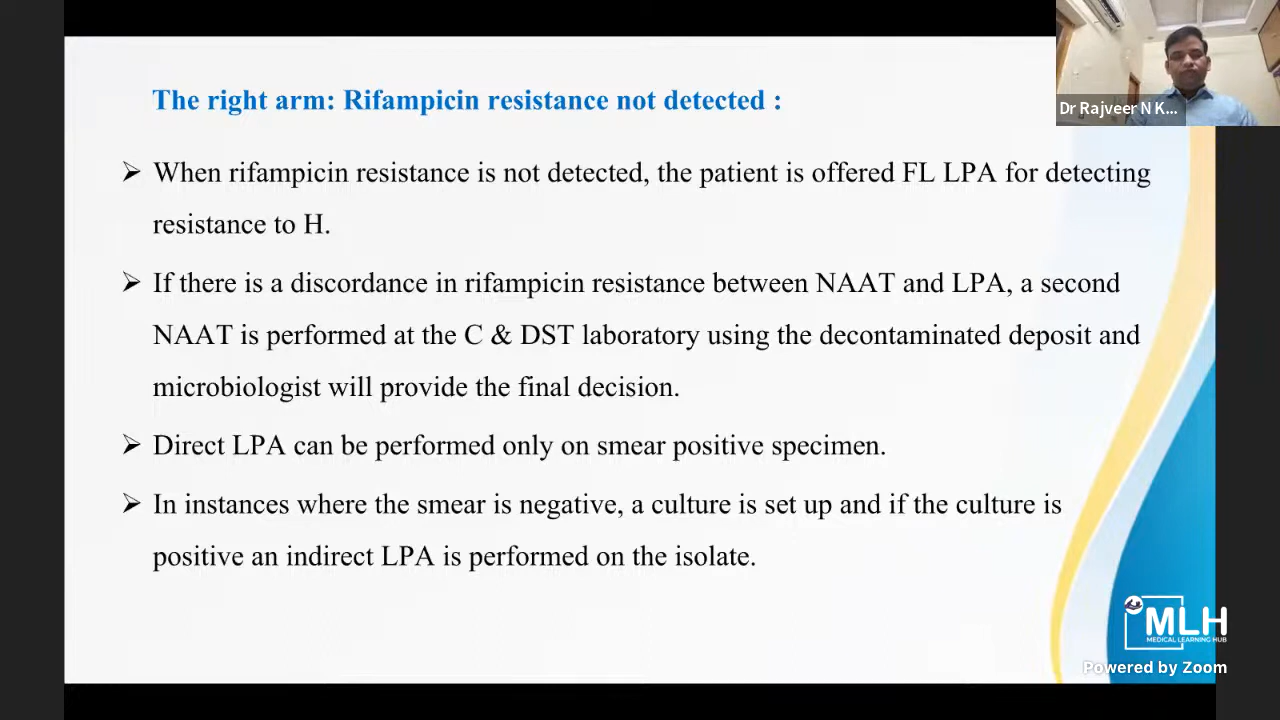 The right arm: Rifampicin resistance not detected :
Dr Rajveer N K...
➢ When rifampicin resistance is not detected, the patient is offered FL LPA for detecting
resistance to H.
➢ If there is a discordance in rifampicin resistance between NAAT and LPA, a second
NAAT is performed at the C & DST laboratory using the decontaminated deposit and
microbiologist will provide the final decision.
➢ Direct LPA can be performed only on smear positive specimen.
➢ In instances where the smear is negative, a culture is set up and if the culture is
positive an indirect LPA is performed on the isolate.
MLH
MEDICAL LEARNING HUB
Powered by Zoom